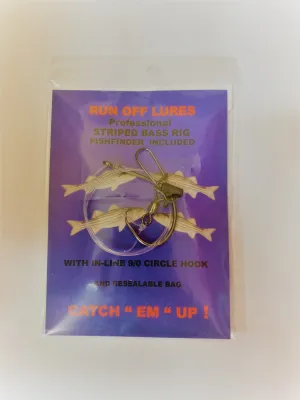 RUN OFF LURES
Professional
STRIPED BASS RIG
FISHFINDER INCLUDED
WITH IN-LINE 9/0 CIRCLE HOOK
AND RESEALABLE BAG
CATCH " EM " UP !